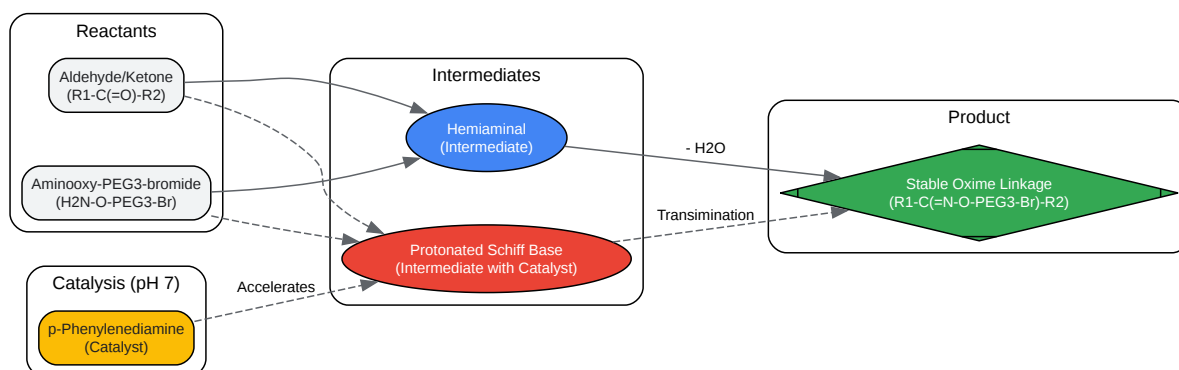 Reactants
Aldehyde/Ketone
(R1-C(=O)-R2)
Aminooxy-PEG3-bromide
(H2N-O-PEG3-Br)
Catalysis (pH 7)
p-Phenylenediamine
(Catalyst)
Accelerates
Intermediates
Hemiaminal
(Intermediate)
Protonated Schiff Base
(Intermediate with Catalyst)
- H2O
Transimination
Product
Stable Oxime Linkage
(R1-C(=N-O-PEG3-Br)-R2)